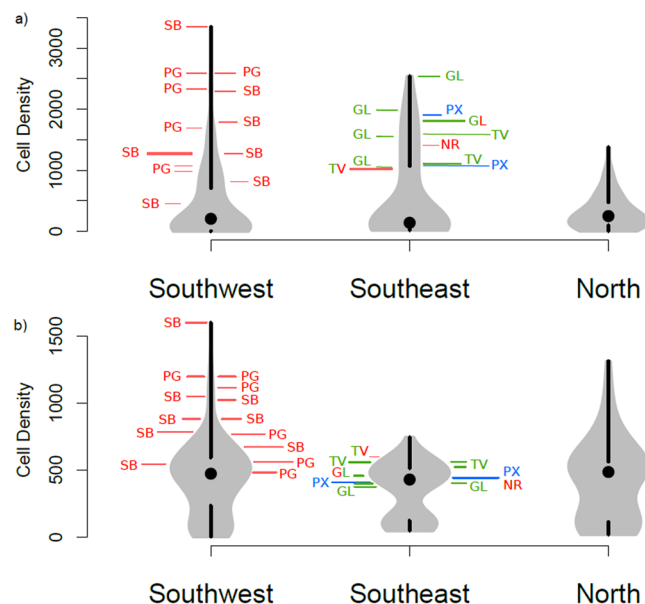 a)
Cell Density
0
1000
2000
3000
SB
PG PG
PG SB
PG SB
SB SB
PG SB
SB
GL
GL PX
GL
GL TV
NR
GL TV
TV PX
Southwest Southeast North
b)
Cell Density
0
500
1000
1500
SB
PG PG
PG
SB SB
SB SB
SB PG
SB
SB PG
PG
TV
TV TV
GL
PX PX
GL GL NR
Southwest Southeast North